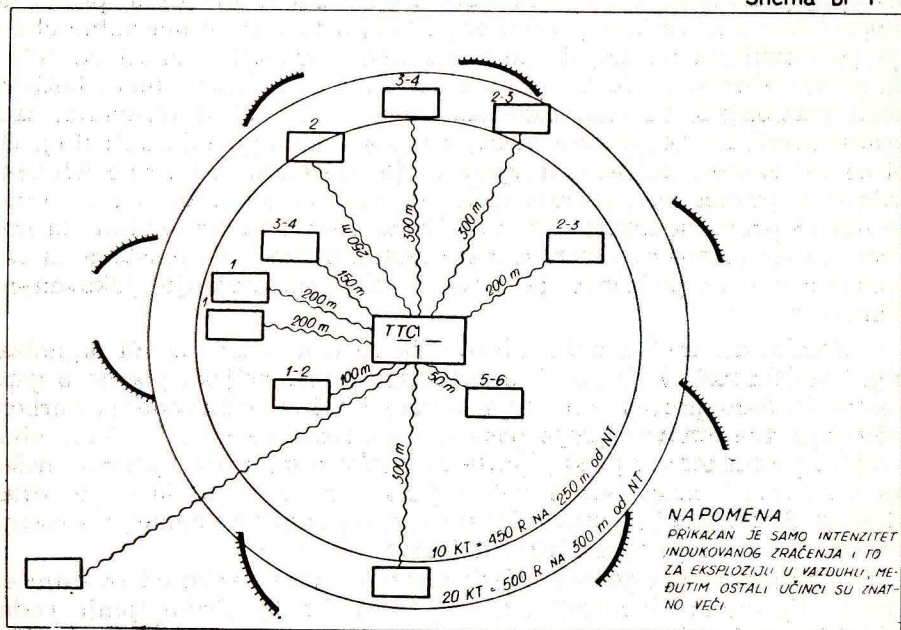 Shema br 1
3-4
2
2-3
3-4
2-3
1
1
1-2
5-6
250 m
300 m
300 m
150 m
200 m
200 m
200 m
TTC1
100 m
50 m
300 m
10 KT = 450 R NA 250 m od NT
20 KT = 500 R NA 300 m od NT
NAPOMENA
PRIKAZAN JE SAMO INTENZITET
INDUKOVANOG ZRAČENJA I TO
ZA EKSPLOZIJU U VAZDUHU, ME-
ĐUTIM OSTALI UČINCI SU ZNAT-
NO VEĆI